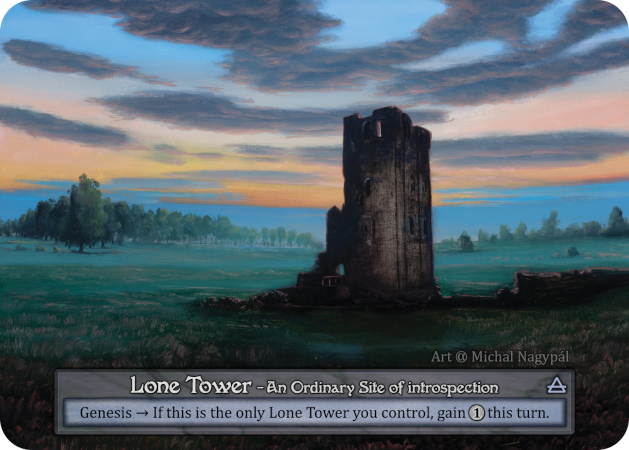 Art @ Michal Nagypál
Lone Tower - An Ordinary Site of introspection
Genesis → If this is the only Lone Tower you control, gain ① this turn.